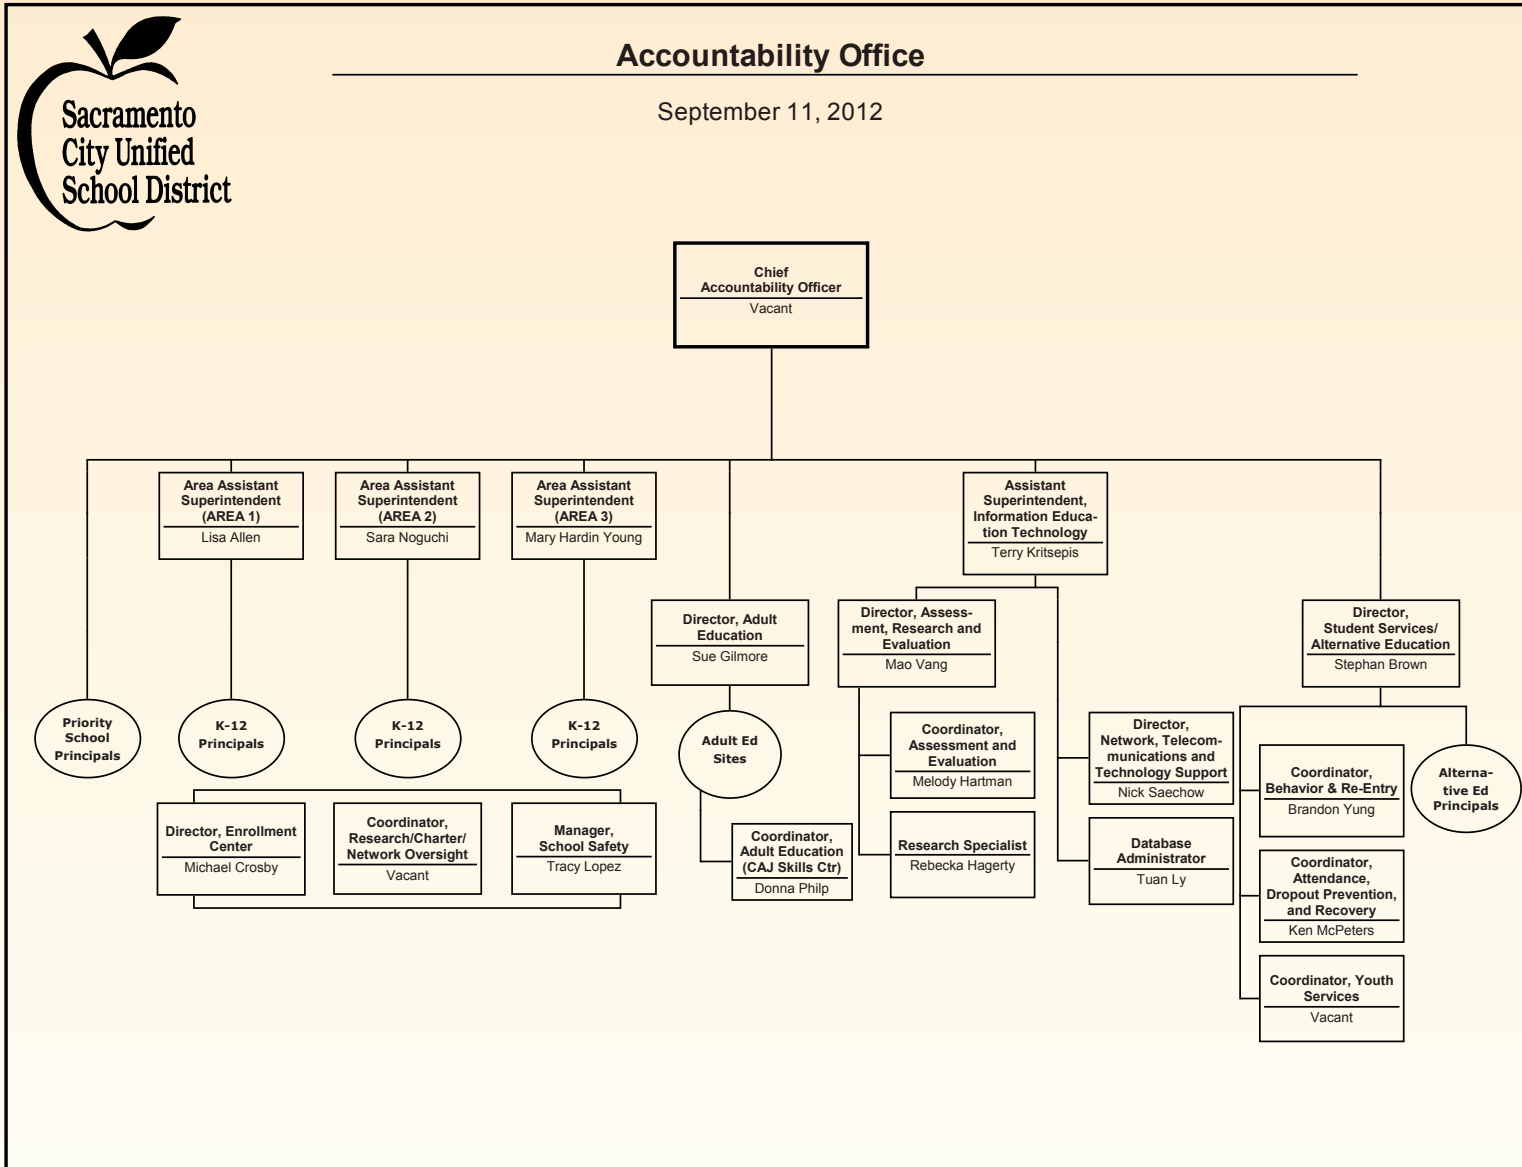 Accountability Office
September 11, 2012
Sacramento
City Unified
School District
Chief
Accountability Officer
Vacant
Area Assistant
Superintendent
(AREA 1)
Lisa Allen
Area Assistant
Superintendent
(AREA 2)
Sara Noguchi
Area Assistant
Superintendent
(AREA 3)
Mary Hardin Young
Assistant
Superintendent,
Information Educa-
tion Technology
Terry Kritsepis
Director, Adult
Education
Sue Gilmore
Director, Assess-
ment, Research and
Evaluation
Mao Vang
Director,
Student Services/
Alternative Education
Stephan Brown
Priority
School
Principals
K-12
Principals
K-12
Principals
K-12
Principals
Adult Ed
Sites
Coordinator,
Assessment and
Evaluation
Melody Hartman
Director,
Network, Telecom-
munications and
Technology Support
Nick Saechow
Coordinator,
Behavior & Re-Entry
Brandon Yung
Alterna-
tive Ed
Principals
Director, Enrollment
Center
Michael Crosby
Coordinator,
Research/Charter/
Network Oversight
Vacant
Manager,
School Safety
Tracy Lopez
Coordinator,
Adult Education
(CAJ Skills Ctr)
Donna Philp
Research Specialist
Rebecka Hagerty
Database
Administrator
Tuan Ly
Coordinator,
Attendance,
Dropout Prevention,
and Recovery
Ken McPeters
Coordinator, Youth
Services
Vacant